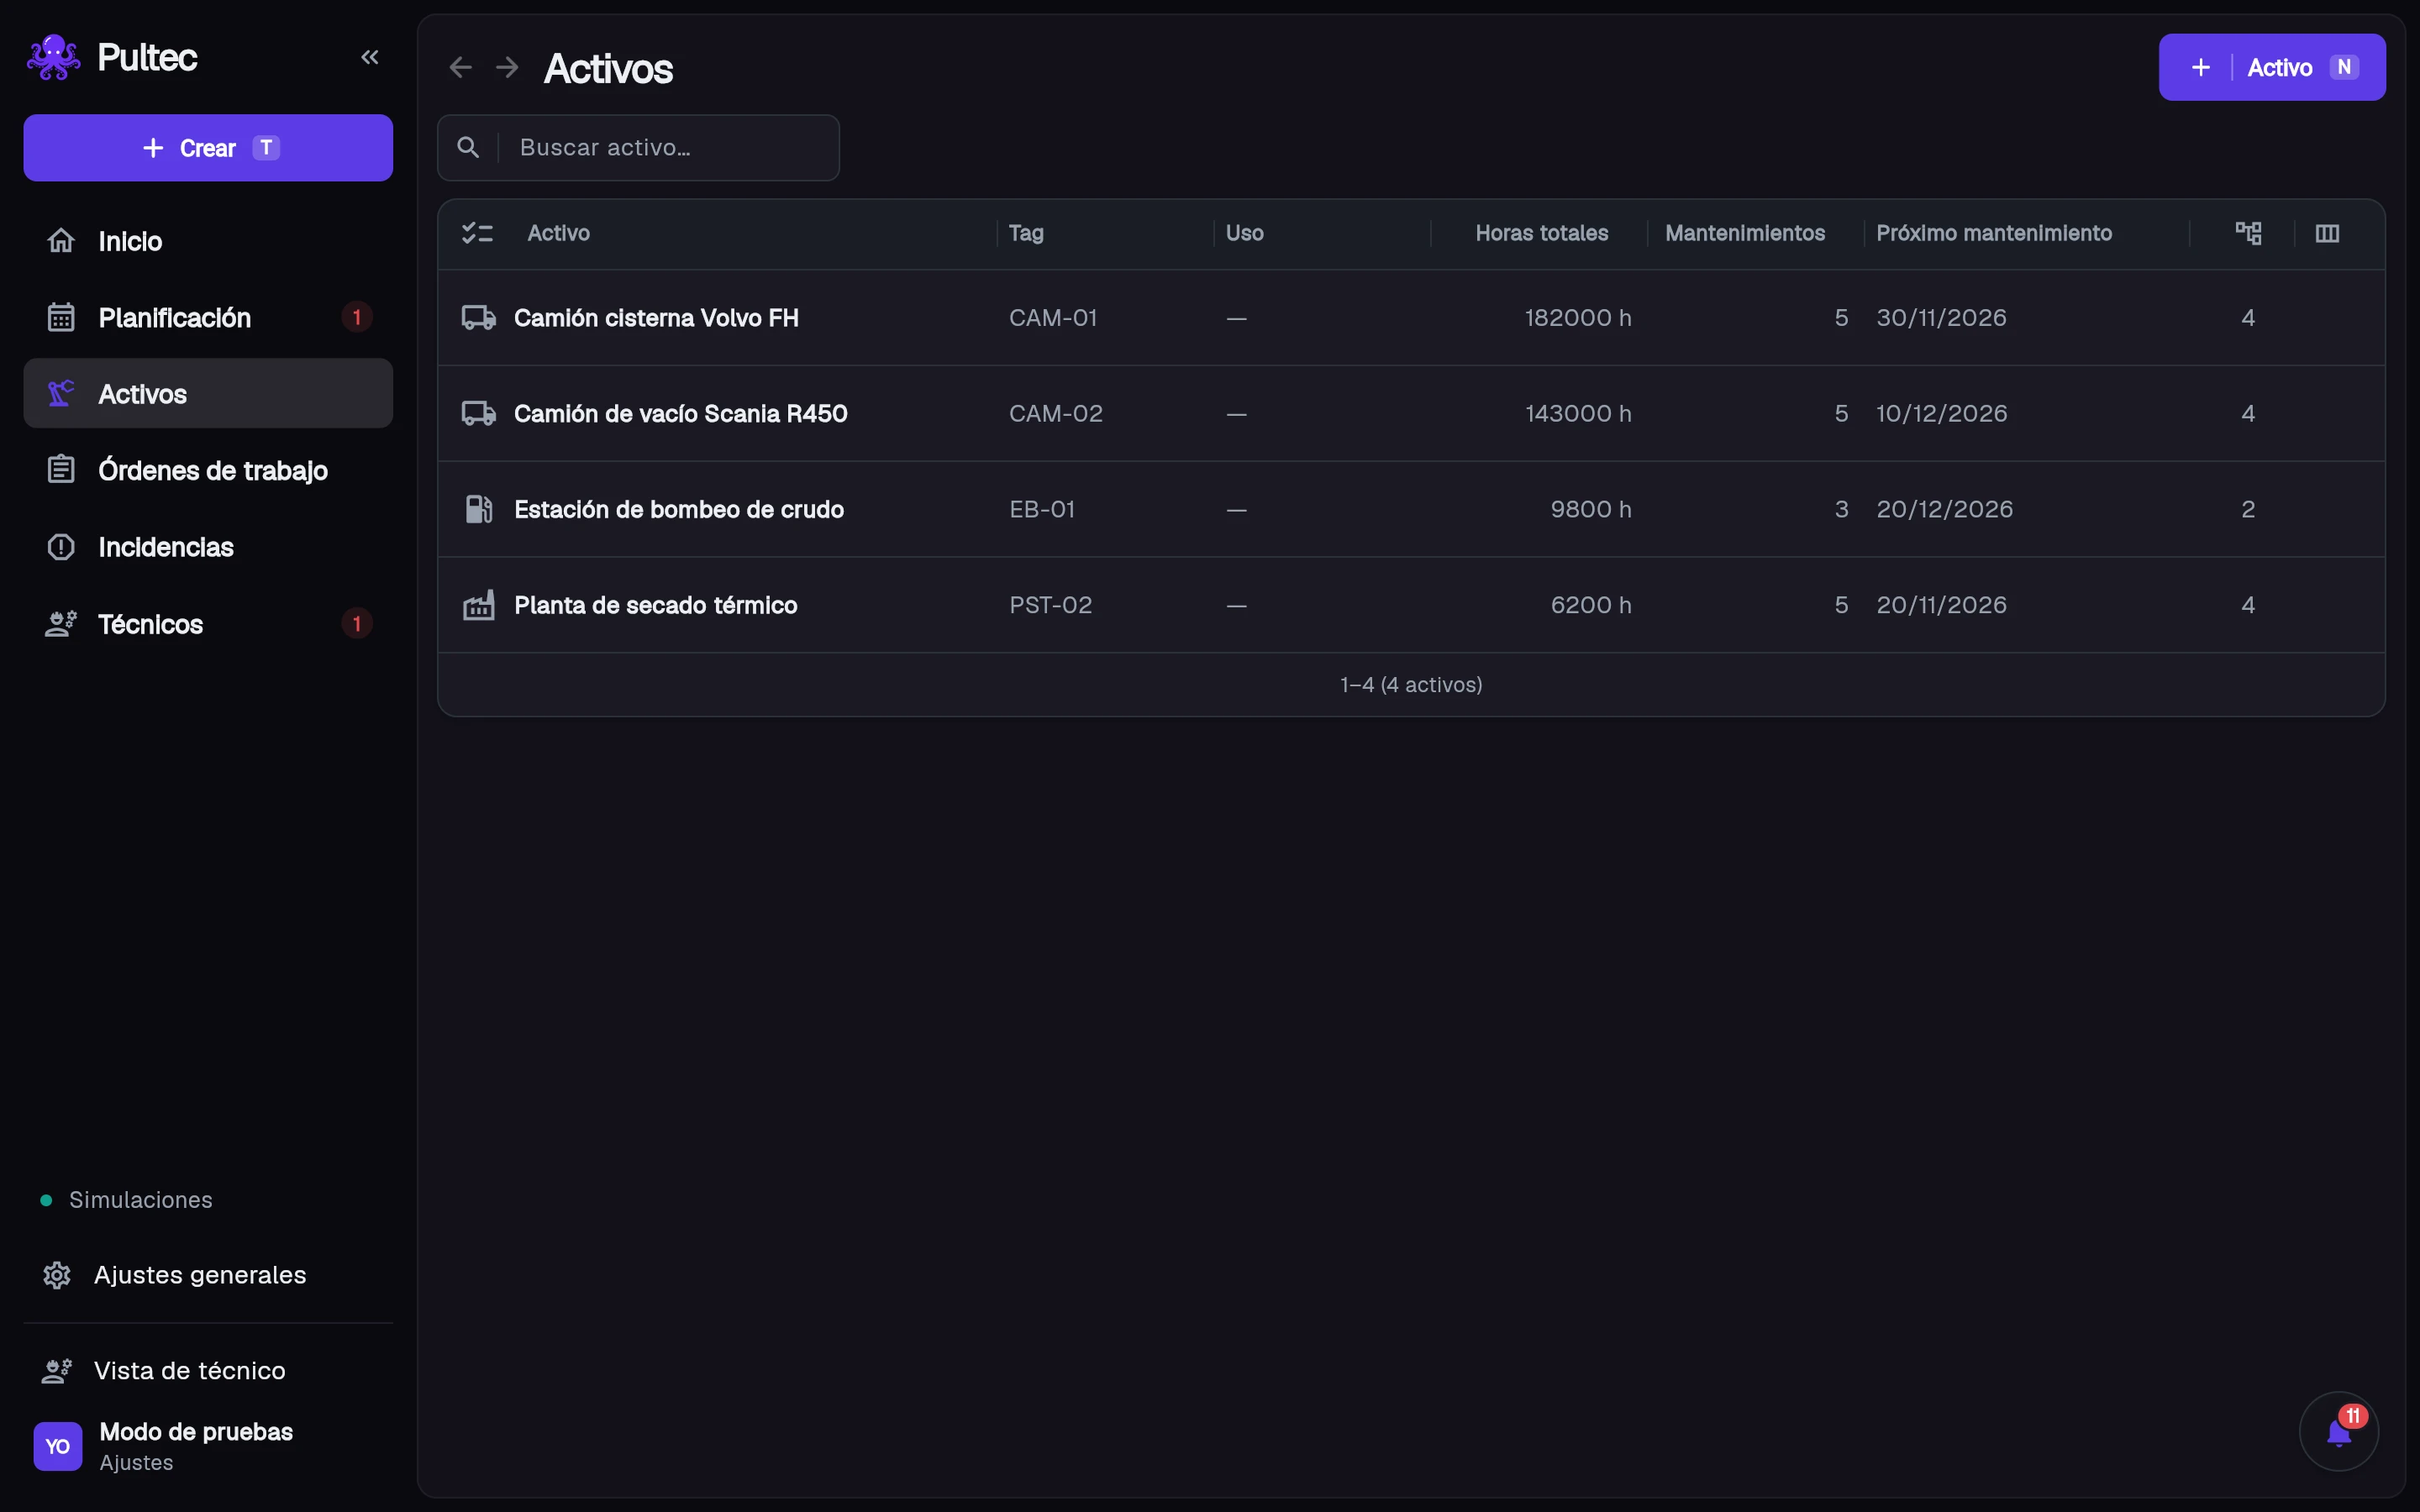 Pultec
+ Crear T
Inicio
Planificación 1
Activos
Órdenes de trabajo
Incidencias
Técnicos 1
Simulaciones
Ajustes generales
Vista de técnico
YO
Modo de pruebas
Ajustes
Activos
+ Activo N
Buscar activo...
Activo Tag Uso Horas totales Mantenimientos Próximo mantenimiento
Camión cisterna Volvo FH CAM-01 — 182000 h 5 30/11/2026 4
Camión de vacío Scania R450 CAM-02 — 143000 h 5 10/12/2026 4
Estación de bombeo de crudo EB-01 — 9800 h 3 20/12/2026 2
Planta de secado térmico PST-02 — 6200 h 5 20/11/2026 4
1–4 (4 activos)
11